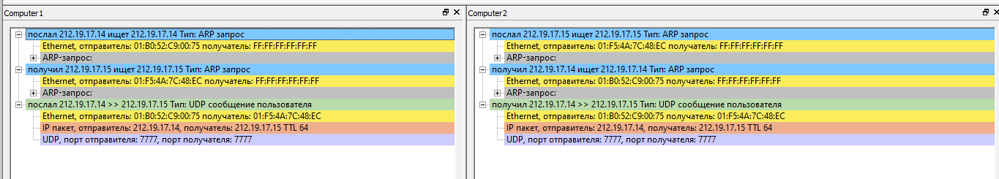 Computer1
послал 212.19.17.14 ищет 212.19.17.14 Тип: ARP запрос
Ethernet, отправитель: 01:B0:52:C9:00:75 получатель: FF:FF:FF:FF:FF:FF
ARP-запрос:
получил 212.19.17.15 ищет 212.19.17.15 Тип: ARP запрос
Ethernet, отправитель: 01:F5:4A:7C:48:EC получатель: FF:FF:FF:FF:FF:FF
ARP-запрос:
послал 212.19.17.14 >> 212.19.17.15 Тип: UDP сообщение пользователя
Ethernet, отправитель: 01:B0:52:C9:00:75 получатель: 01:F5:4A:7C:48:EC
IP пакет, отправитель: 212.19.17.14, получатель: 212.19.17.15 TTL 64
UDP, порт отправителя: 7777, порт получателя: 7777
Computer2
послал 212.19.17.15 ищет 212.19.17.15 Тип: ARP запрос
Ethernet, отправитель: 01:F5:4A:7C:48:EC получатель: FF:FF:FF:FF:FF:FF
ARP-запрос:
получил 212.19.17.14 ищет 212.19.17.14 Тип: ARP запрос
Ethernet, отправитель: 01:B0:52:C9:00:75 получатель: FF:FF:FF:FF:FF:FF
ARP-запрос:
получил 212.19.17.14 >> 212.19.17.15 Тип: UDP сообщение пользователя
Ethernet, отправитель: 01:B0:52:C9:00:75 получатель: 01:F5:4A:7C:48:EC
IP пакет, отправитель: 212.19.17.14, получатель: 212.19.17.15 TTL 64
UDP, порт отправителя: 7777, порт получателя: 7777